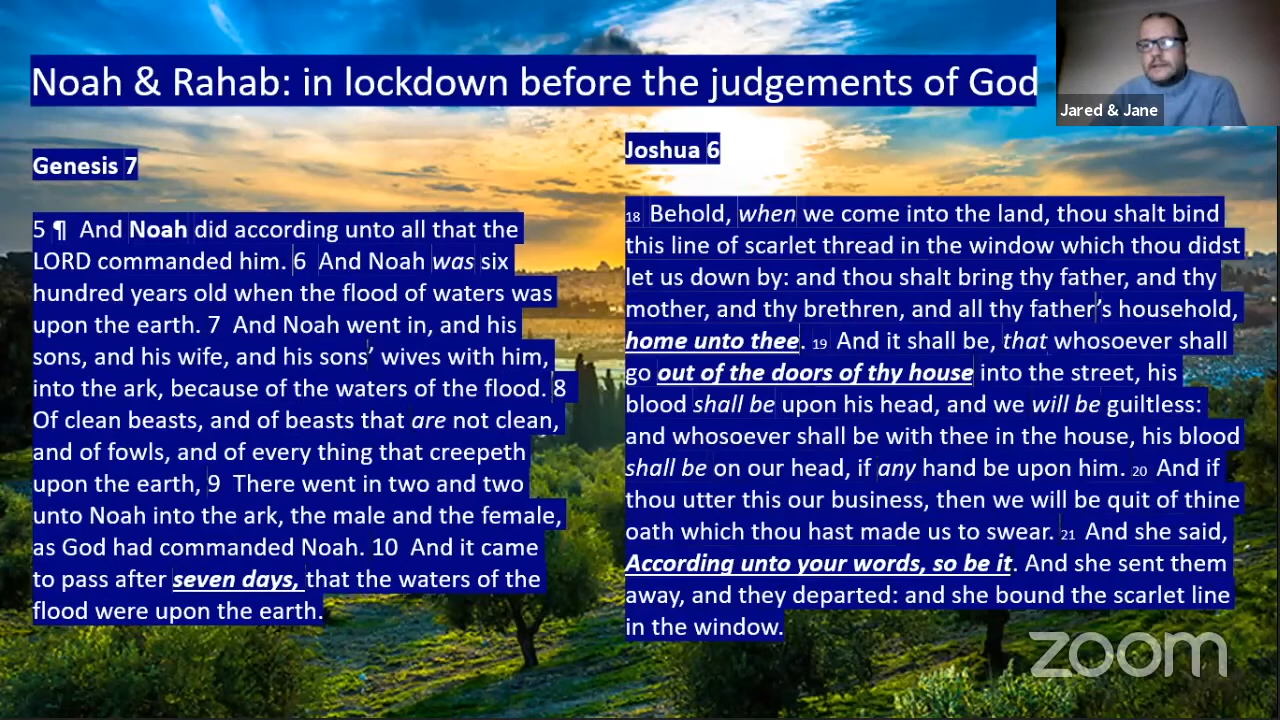 Noah & Rahab: in lockdown before the judgements of God
Jared & Jane
Genesis 7
5 ¶ And Noah did according unto all that the
LORD commanded him. 6 And Noah was six
hundred years old when the flood of waters was
upon the earth. 7 And Noah went in, and his
sons, and his wife, and his sons’ wives with him,
into the ark, because of the waters of the flood. 8
Of clean beasts, and of beasts that are not clean,
and of fowls, and of every thing that creepeth
upon the earth, 9 There went in two and two
unto Noah into the ark, the male and the female,
as God had commanded Noah. 10 And it came
to pass after seven days, that the waters of the
flood were upon the earth.
Joshua 6
18 Behold, when we come into the land, thou shalt bind
this line of scarlet thread in the window which thou didst
let us down by: and thou shalt bring thy father, and thy
mother, and thy brethren, and all thy father’s household,
home unto thee. 19 And it shall be, that whosoever shall
go out of the doors of thy house into the street, his
blood shall be upon his head, and we will be guiltless:
and whosoever shall be with thee in the house, his blood
shall be on our head, if any hand be upon him. 20 And if
thou utter this our business, then we will be quit of thine
oath which thou hast made us to swear. 21 And she said,
According unto your words, so be it. And she sent them
away, and they departed: and she bound the scarlet line
in the window.
zoom